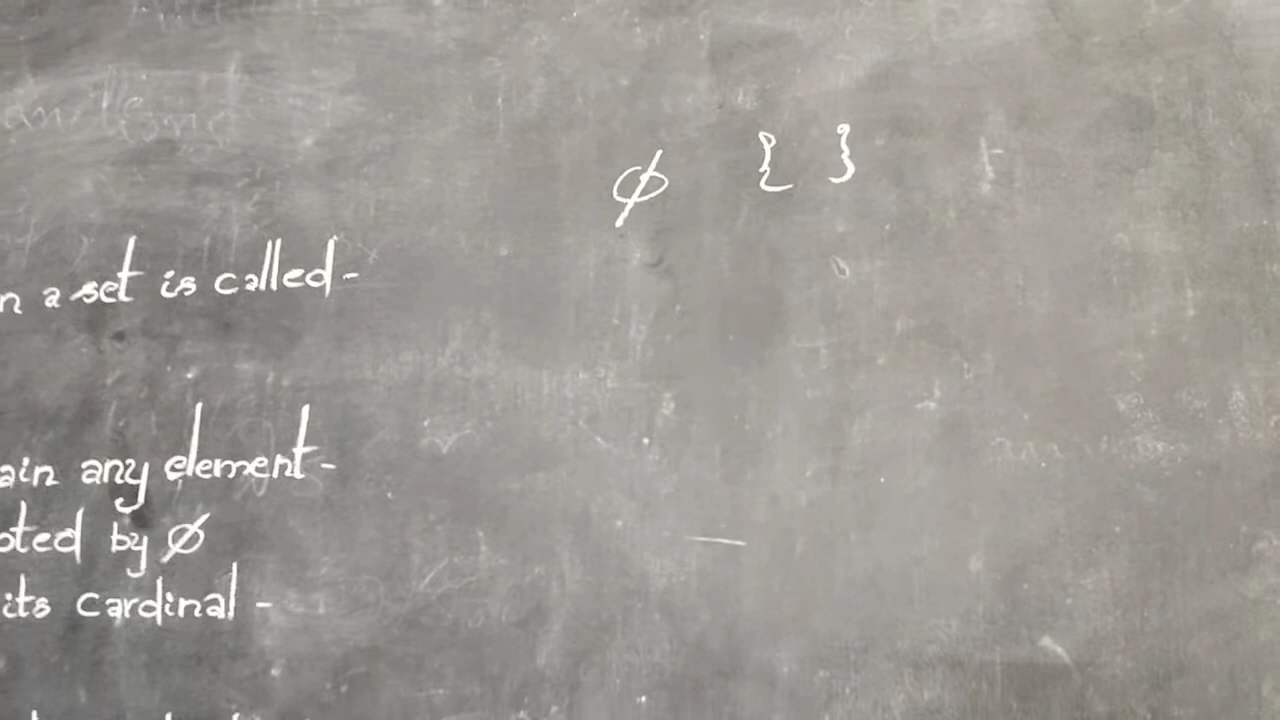 ϕ { }
n a set is called-
ain any element-
oted by ϕ
its cardinal -